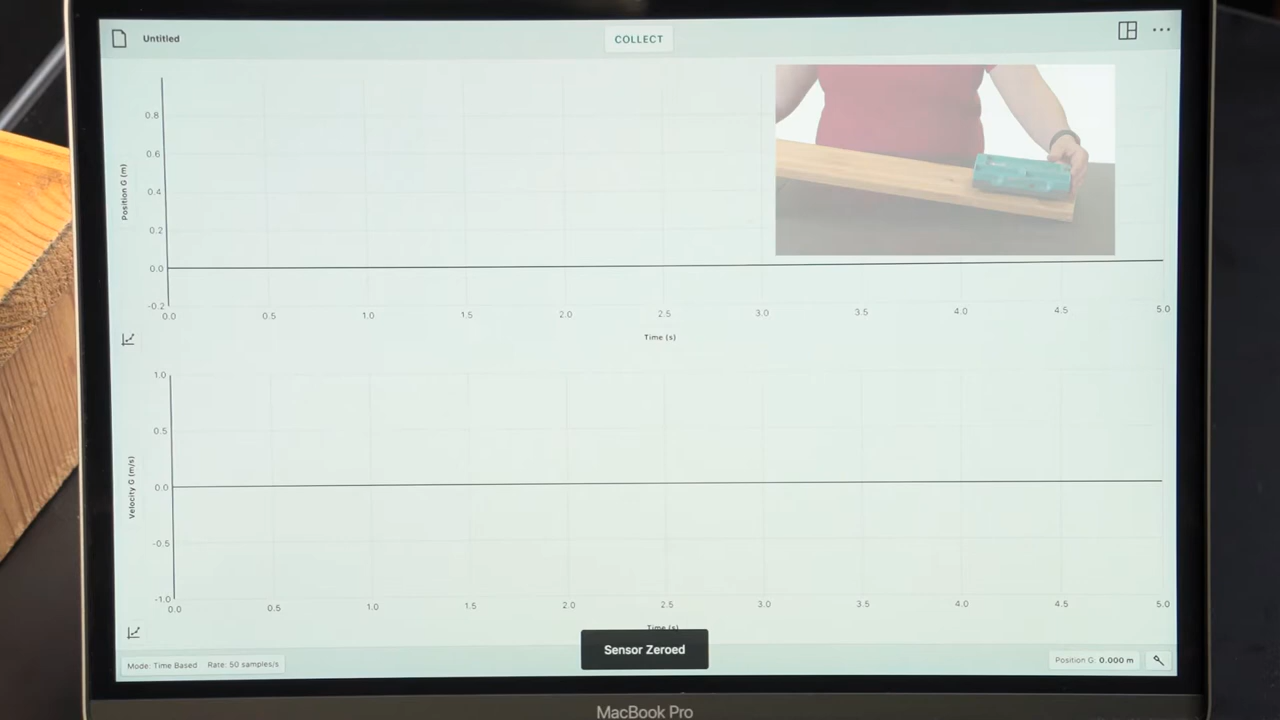 Untitled
COLLECT
Position G (m)
0.8
0.6
0.4
0.2
0.0
-0.2
0.0 0.5 1.0 1.5 2.0 2.5 3.0 3.5 4.0 4.5 5.0
Time (s)
Velocity G (m/s)
1.0
0.5
0.0
-0.5
-1.0
0.0 0.5 1.0 1.5 2.0 2.5 3.0 3.5 4.0 4.5 5.0
Time (s)
Sensor Zeroed
Mode: Time Based Rate: 50 samples/s
Position G: 0.000 m
MacBook Pro